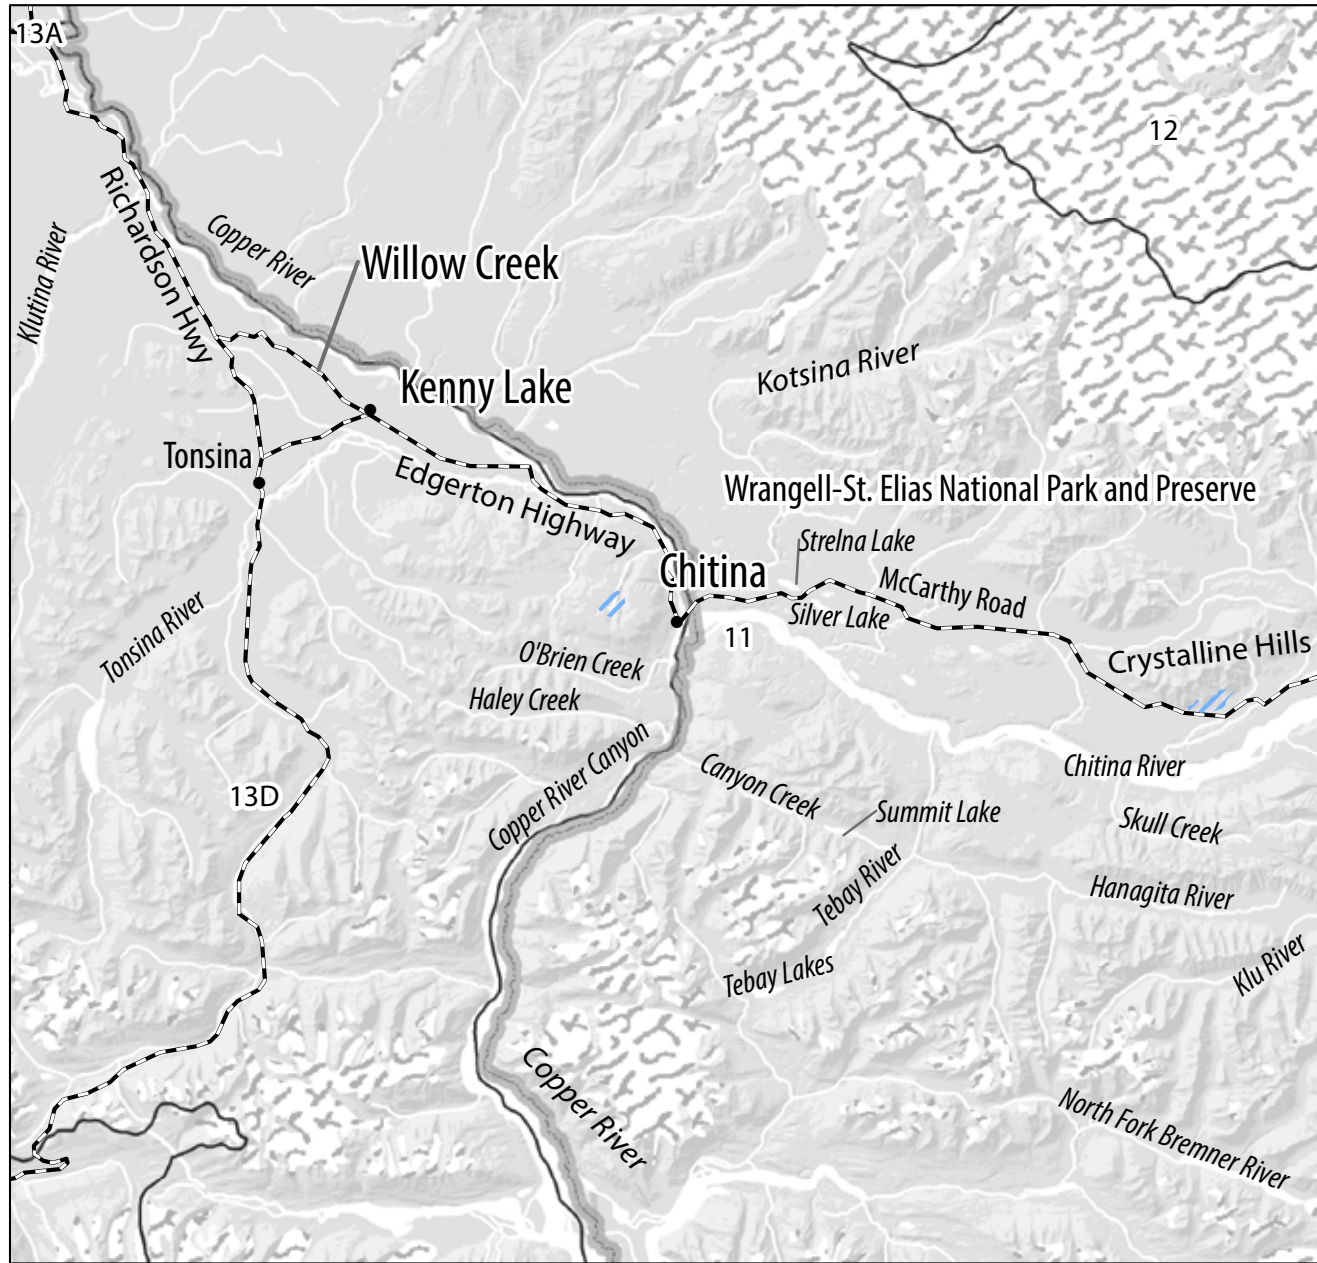 13A
12
Richardson Hwy
Copper River
Klutina River
Willow Creek
Kotsina River
Kenny Lake
Tonsina
Edgerton Highway
Wrangell-St. Elias National Park and Preserve
Strelna Lake
Chitina
McCarthy Road
Silver Lake
11
Tonsina River
O'Brien Creek
Crystalline Hills
Haley Creek
Copper River Canyon
Canyon Creek
Chitina River
13D
Summit Lake
Skull Creek
Tebay River
Hanagita River
Tebay Lakes
Klu River
Copper River
North Fork Bremner River